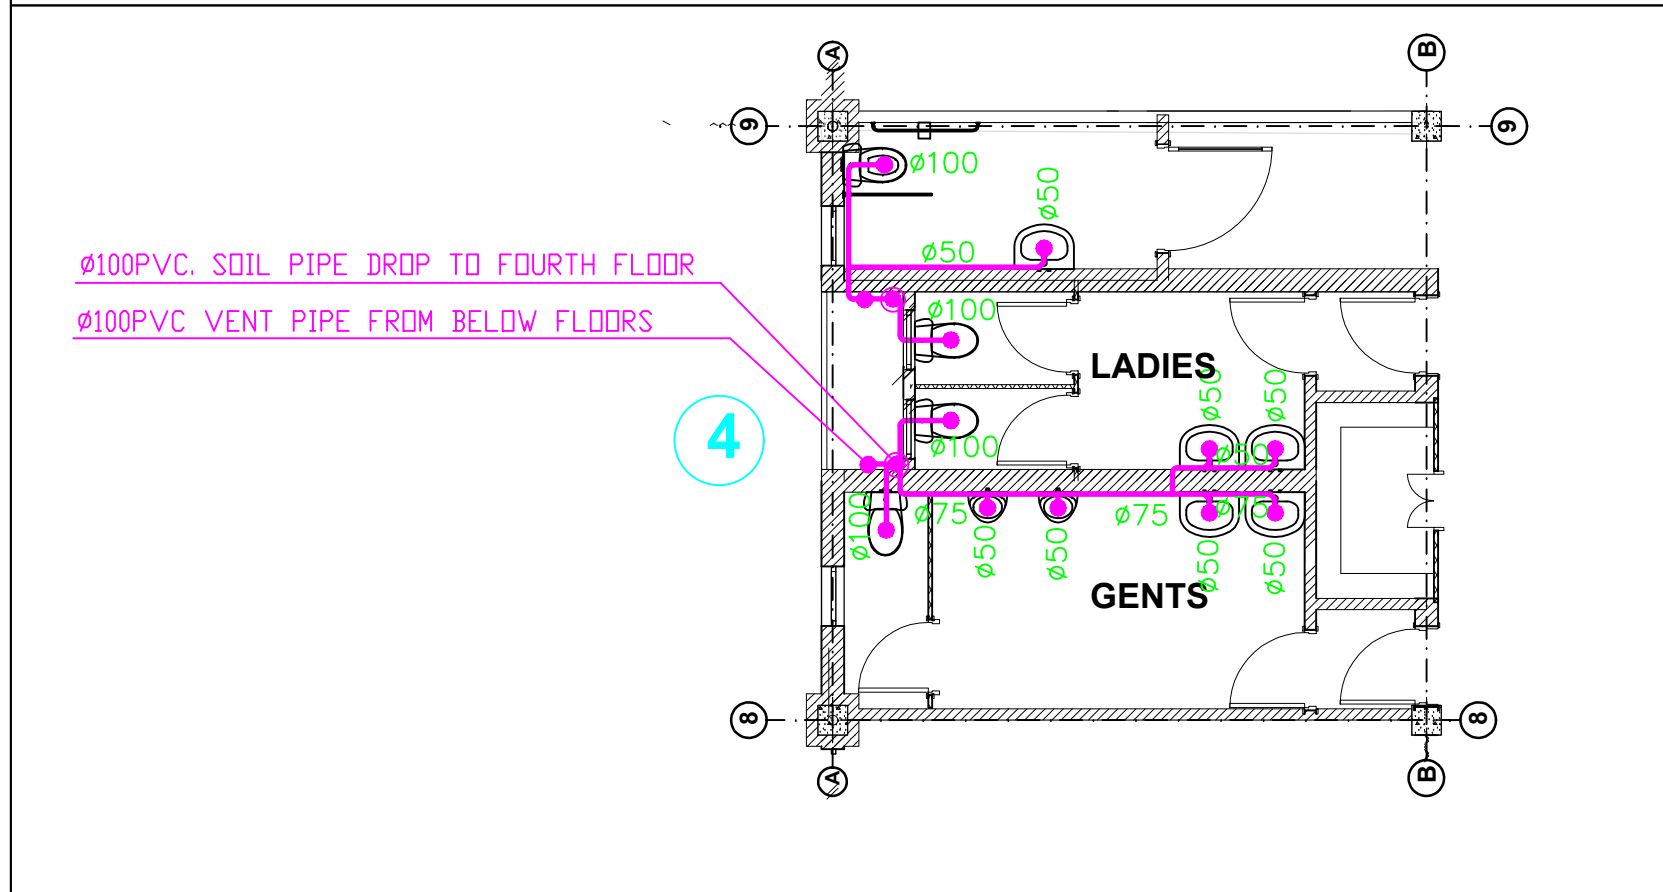 A
B
9
9
ø100
ø50
ø50
Ø100PVC. SOIL PIPE DROP TO FOURTH FLOOR
ø100
Ø100PVC VENT PIPE FROM BELOW FLOORS
LADIES
ø50
ø50
4
ø100
ø50
ø100
ø75
ø75
ø75
ø50
ø50
ø50
ø50
GENTS
8
8
A
B